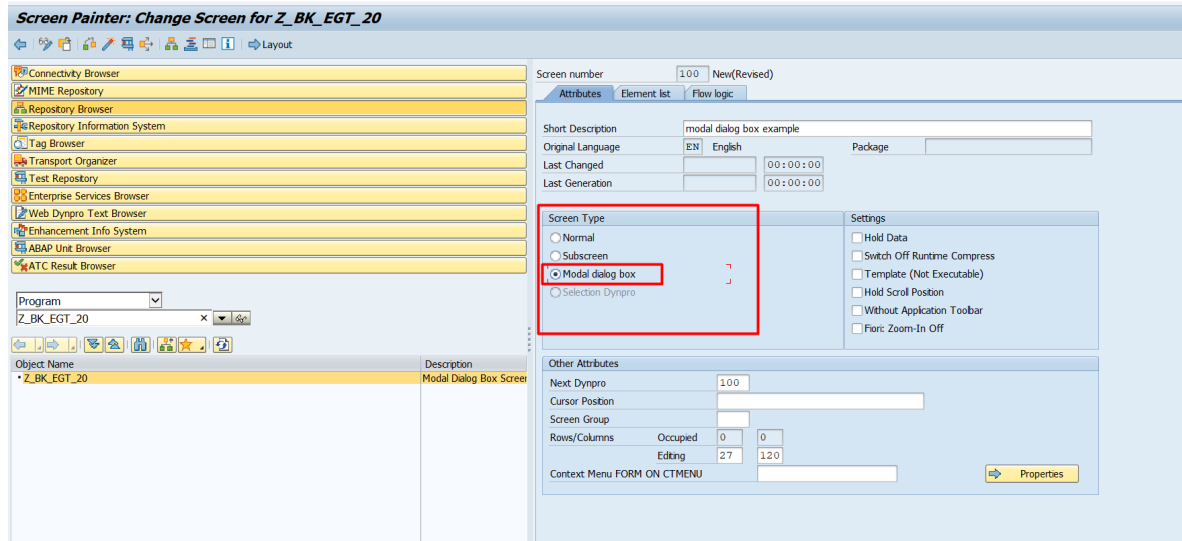 Screen Painter: Change Screen for Z_BK_EGT_20
Layout
Connectivity Browser
MIME Repository
Repository Browser
Repository Information System
Tag Browser
Transport Organizer
Test Repository
Enterprise Services Browser
Web Dynpro Text Browser
Enhancement Info System
ABAP Unit Browser
ATC Result Browser
Program
Z_BK_EGT_20
Object Name Description
Z_BK_EGT_20 Modal Dialog Box Screen
Screen number 100 New(Revised)
Attributes Element list Flow logic
Short Description modal dialog box example
Original Language EN English Package
Last Changed 00:00:00
Last Generation 00:00:00
Screen Type
Normal
Subscreen
Modal dialog box
Selection Dynpro
Settings
Hold Data
Switch Off Runtime Compress
Template (Not Executable)
Hold Scroll Position
Without Application Toolbar
Fiori: Zoom-In Off
Other Attributes
Next Dynpro 100
Cursor Position
Screen Group
Rows/Columns Occupied 0 0
Editing 27 120
Context Menu FORM ON CTMENU Properties